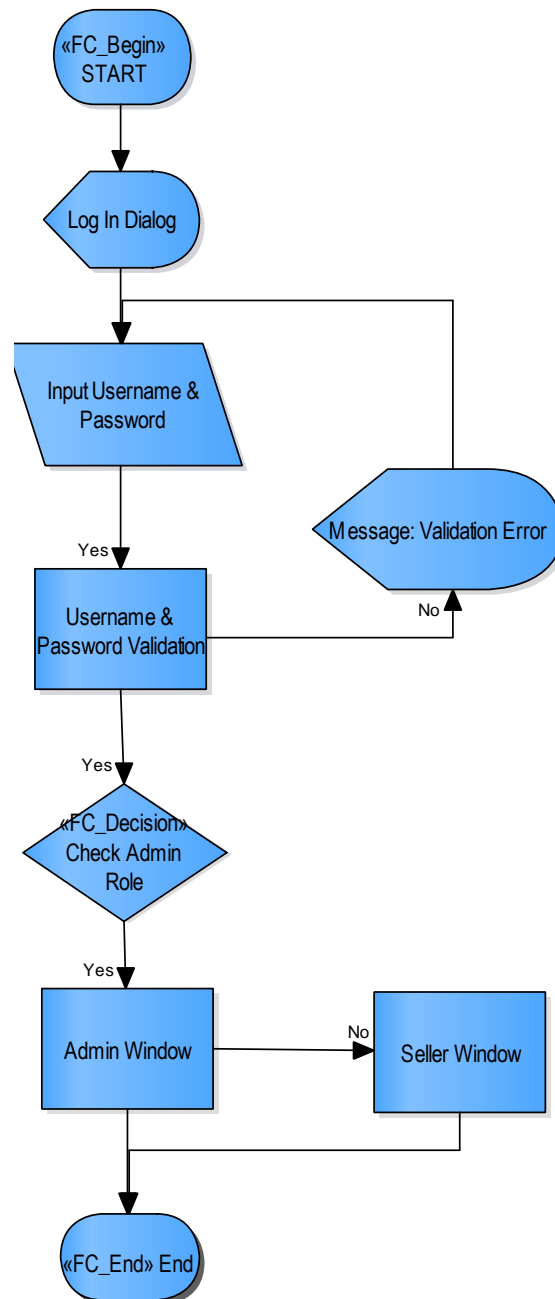 «FC_Begin»
START
Log In Dialog
Input Username &
Password
Message: Validation Error
Yes
No
Username &
Password Validation
Yes
«FC_Decision»
Check Admin
Role
Yes
No
Admin Window
Seller Window
«FC_End» End